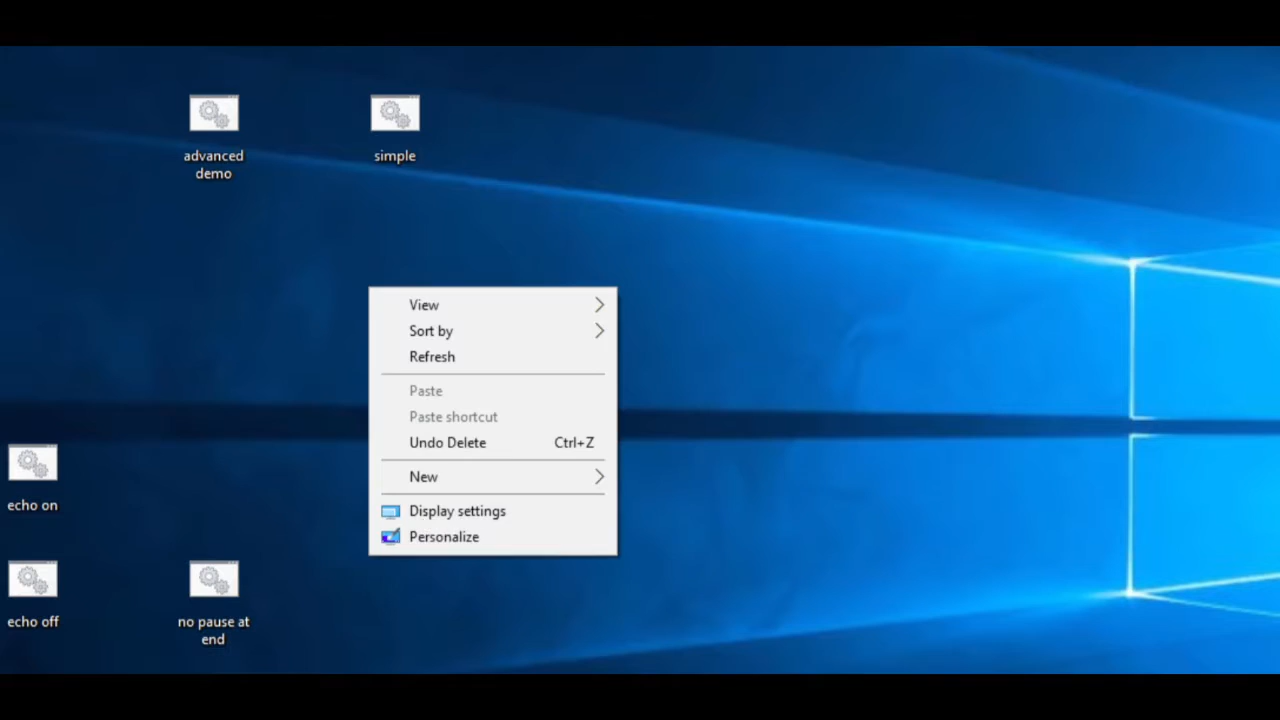 advanced
demo
simple
View
Sort by
Refresh
Paste
Paste shortcut
Undo Delete Ctrl+Z
New
Display settings
Personalize
echo on
echo off
no pause at
end